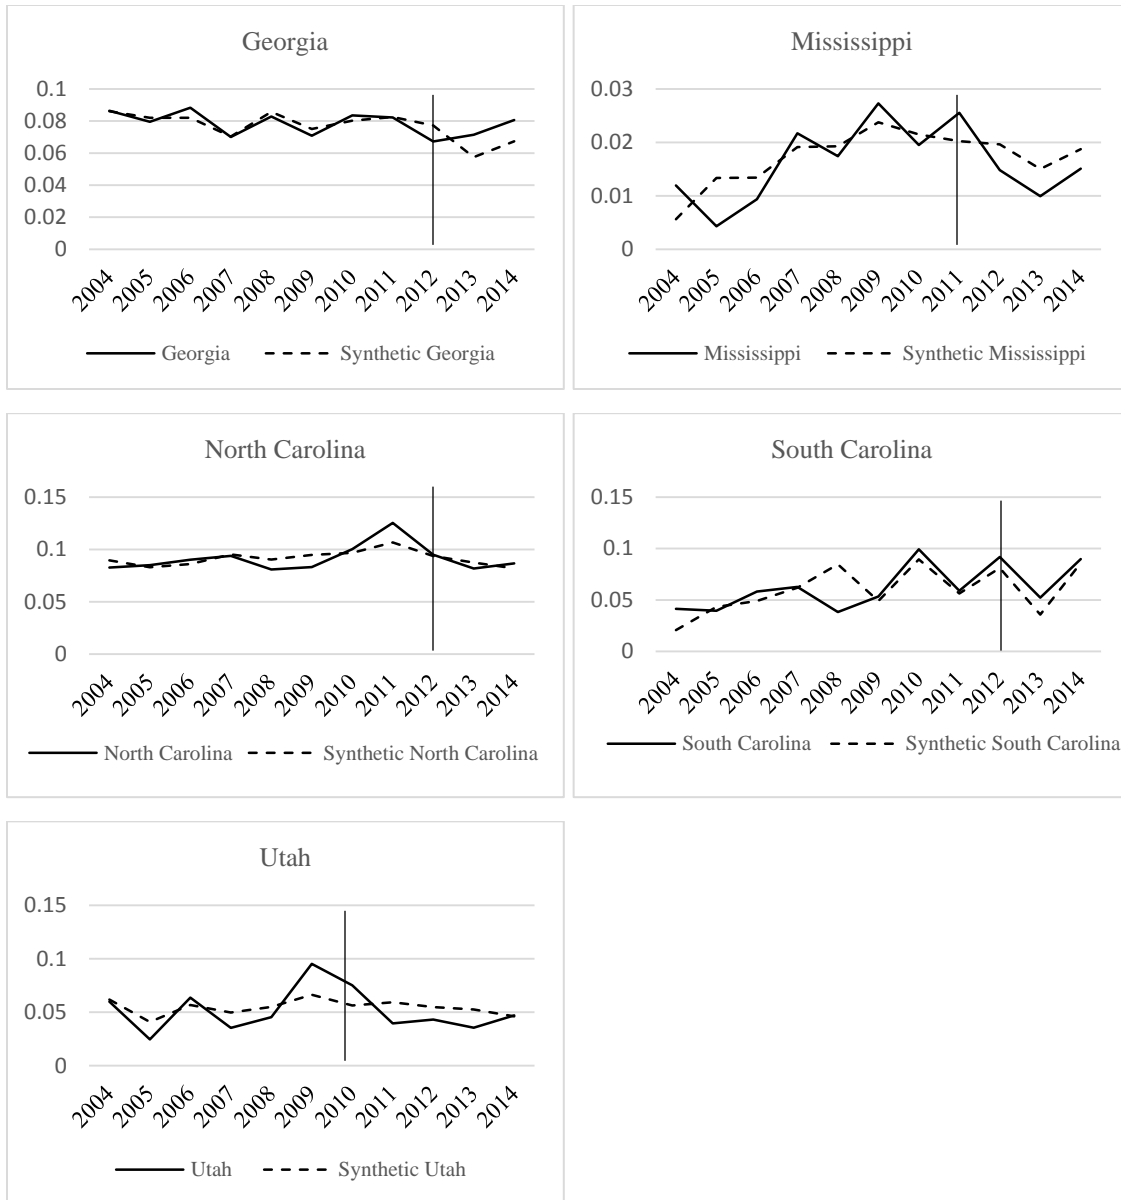 Georgia
0.1
0.08
0.06
0.04
0.02
0
2004 2005 2006 2007 2008 2009 2010 2011 2012 2013 2014
Georgia Synthetic Georgia
Mississippi
0.03
0.02
0.01
0
2004 2005 2006 2007 2008 2009 2010 2011 2012 2013 2014
Mississippi Synthetic Mississippi
North Carolina
0.15
0.1
0.05
0
2004 2005 2006 2007 2008 2009 2010 2011 2012 2013 2014
North Carolina Synthetic North Carolina
South Carolina
0.15
0.1
0.05
0
2004 2005 2006 2007 2008 2009 2010 2011 2012 2013 2014
South Carolina Synthetic South Carolina
Utah
0.15
0.1
0.05
0
2004 2005 2006 2007 2008 2009 2010 2011 2012 2013 2014
Utah Synthetic Utah